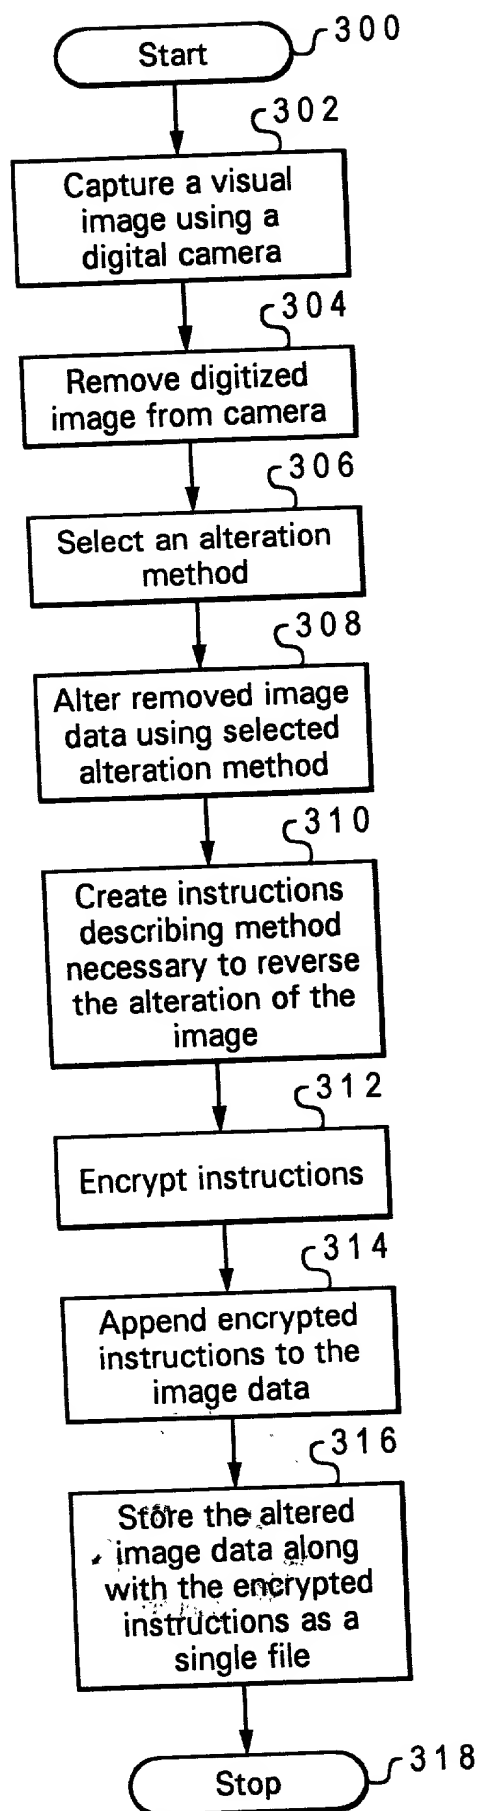 Start
300
302
Capture a visual
image using a
digital camera
304
Remove digitized
image from camera
306
Select an alteration
method
308
Alter removed image
data using selected
alteration method
310
Create instructions
describing method
necessary to reverse
the alteration of the
image
312
Encrypt instructions
314
Append encrypted
instructions to the
image data
316
Store the altered
image data along
with the encrypted
instructions as a
single file
Stop
318